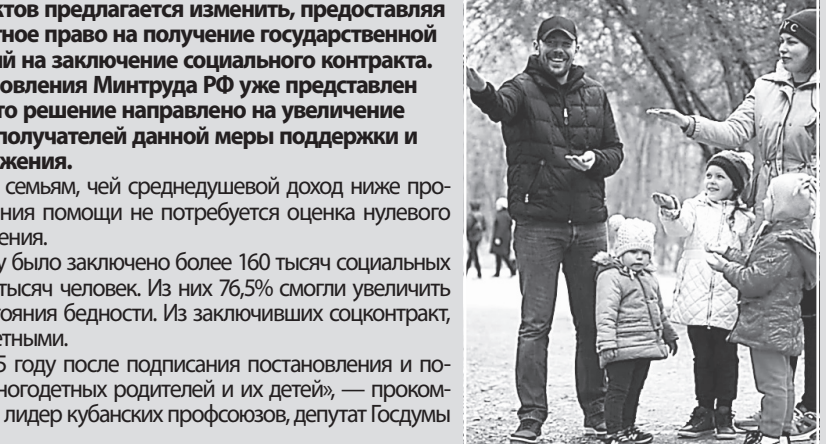 ктов предлагается изменить, предоставляя
тное право на получение государственной
ий на заключение социального контракта.
овления Минтруда РФ уже представлен
то решение направлено на увеличение
получателей данной меры поддержки и
жения.
семьям, чей среднедушевой доход ниже про-
ния помощи не потребуется оценка нулевого
ения.
у было заключено более 160 тысяч социальных
тысяч человек. Из них 76,5% смогли увеличить
тояния бедности. Из заключивших соцконтракт,
етными.
5 году после подписания постановления и по-
ногодетных родителей и их детей», — проком-
лидер кубанских профсоюзов, депутат Госдумы